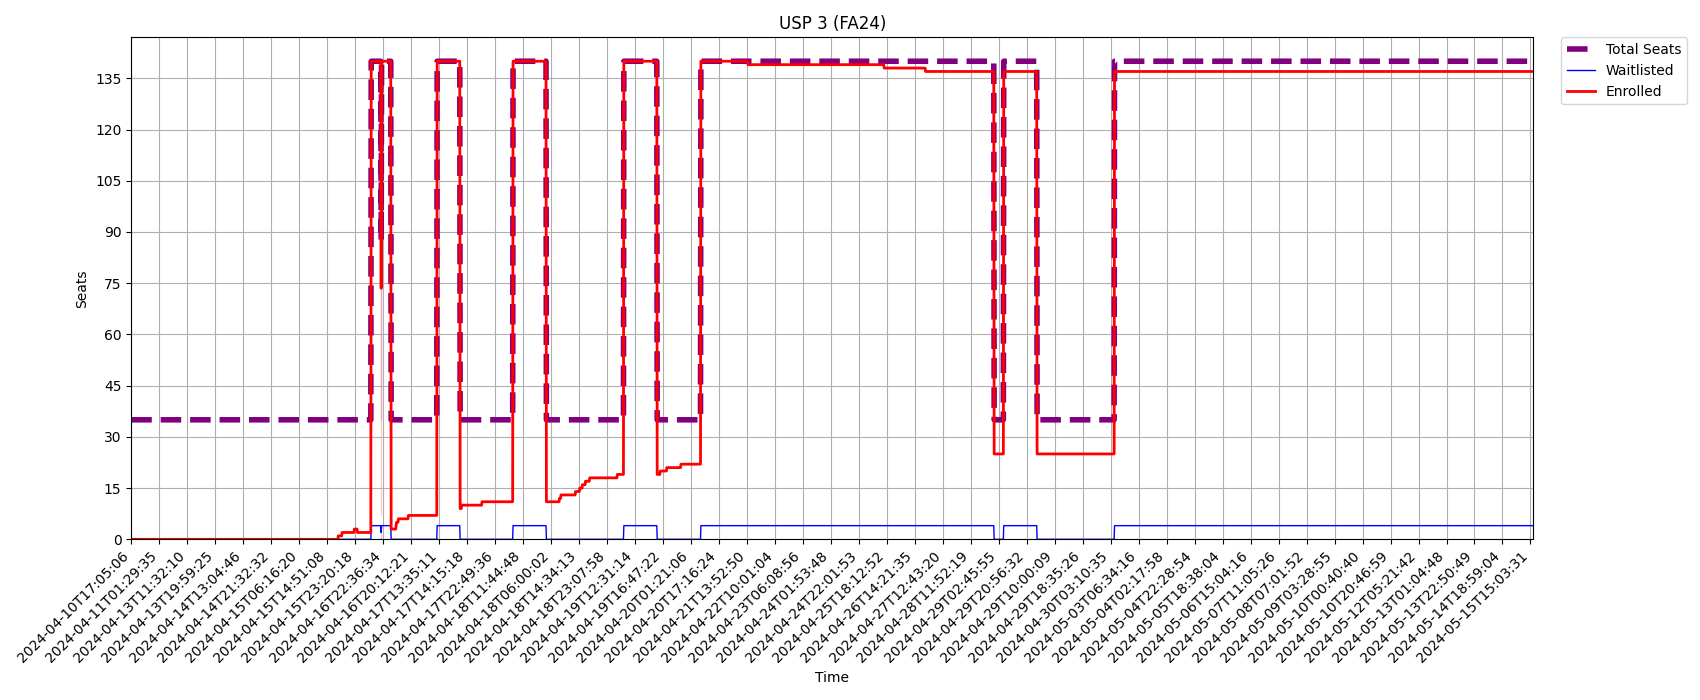 USP 3 (FA24)
Total Seats
Waitlisted
Enrolled
135
120
105
90
75
60
45
30
15
0
Seats
2024-04-10T17:05:06
2024-04-11T01:29:35
2024-04-13T11:32:10
2024-04-13T19:59:25
2024-04-14T13:04:46
2024-04-14T21:32:32
2024-04-15T06:16:20
2024-04-15T14:51:08
2024-04-15T23:20:18
2024-04-16T22:36:34
2024-04-16T20:12:21
2024-04-17T17:35:11
2024-04-17T14:15:18
2024-04-17T22:49:36
2024-04-18T11:44:48
2024-04-18T06:00:02
2024-04-18T14:34:13
2024-04-18T23:07:58
2024-04-19T12:31:14
2024-04-19T16:47:22
2024-04-20T01:21:06
2024-04-20T17:16:24
2024-04-21T13:52:50
2024-04-22T10:01:04
2024-04-23T06:08:56
2024-04-24T01:53:48
2024-04-24T22:01:53
2024-04-25T18:12:52
2024-04-26T14:21:35
2024-04-27T12:43:20
2024-04-28T11:52:19
2024-04-29T02:45:55
2024-04-29T20:56:32
2024-04-29T10:00:09
2024-04-29T18:35:26
2024-04-30T03:10:35
2024-05-03T06:34:16
2024-05-04T02:17:58
2024-05-04T22:28:54
2024-05-05T18:38:04
2024-05-06T15:04:16
2024-05-07T11:05:26
2024-05-08T07:01:52
2024-05-09T03:28:55
2024-05-10T00:40:40
2024-05-10T20:46:59
2024-05-12T05:21:42
2024-05-13T01:04:48
2024-05-13T22:50:49
2024-05-14T18:59:04
2024-05-15T15:03:31
Time